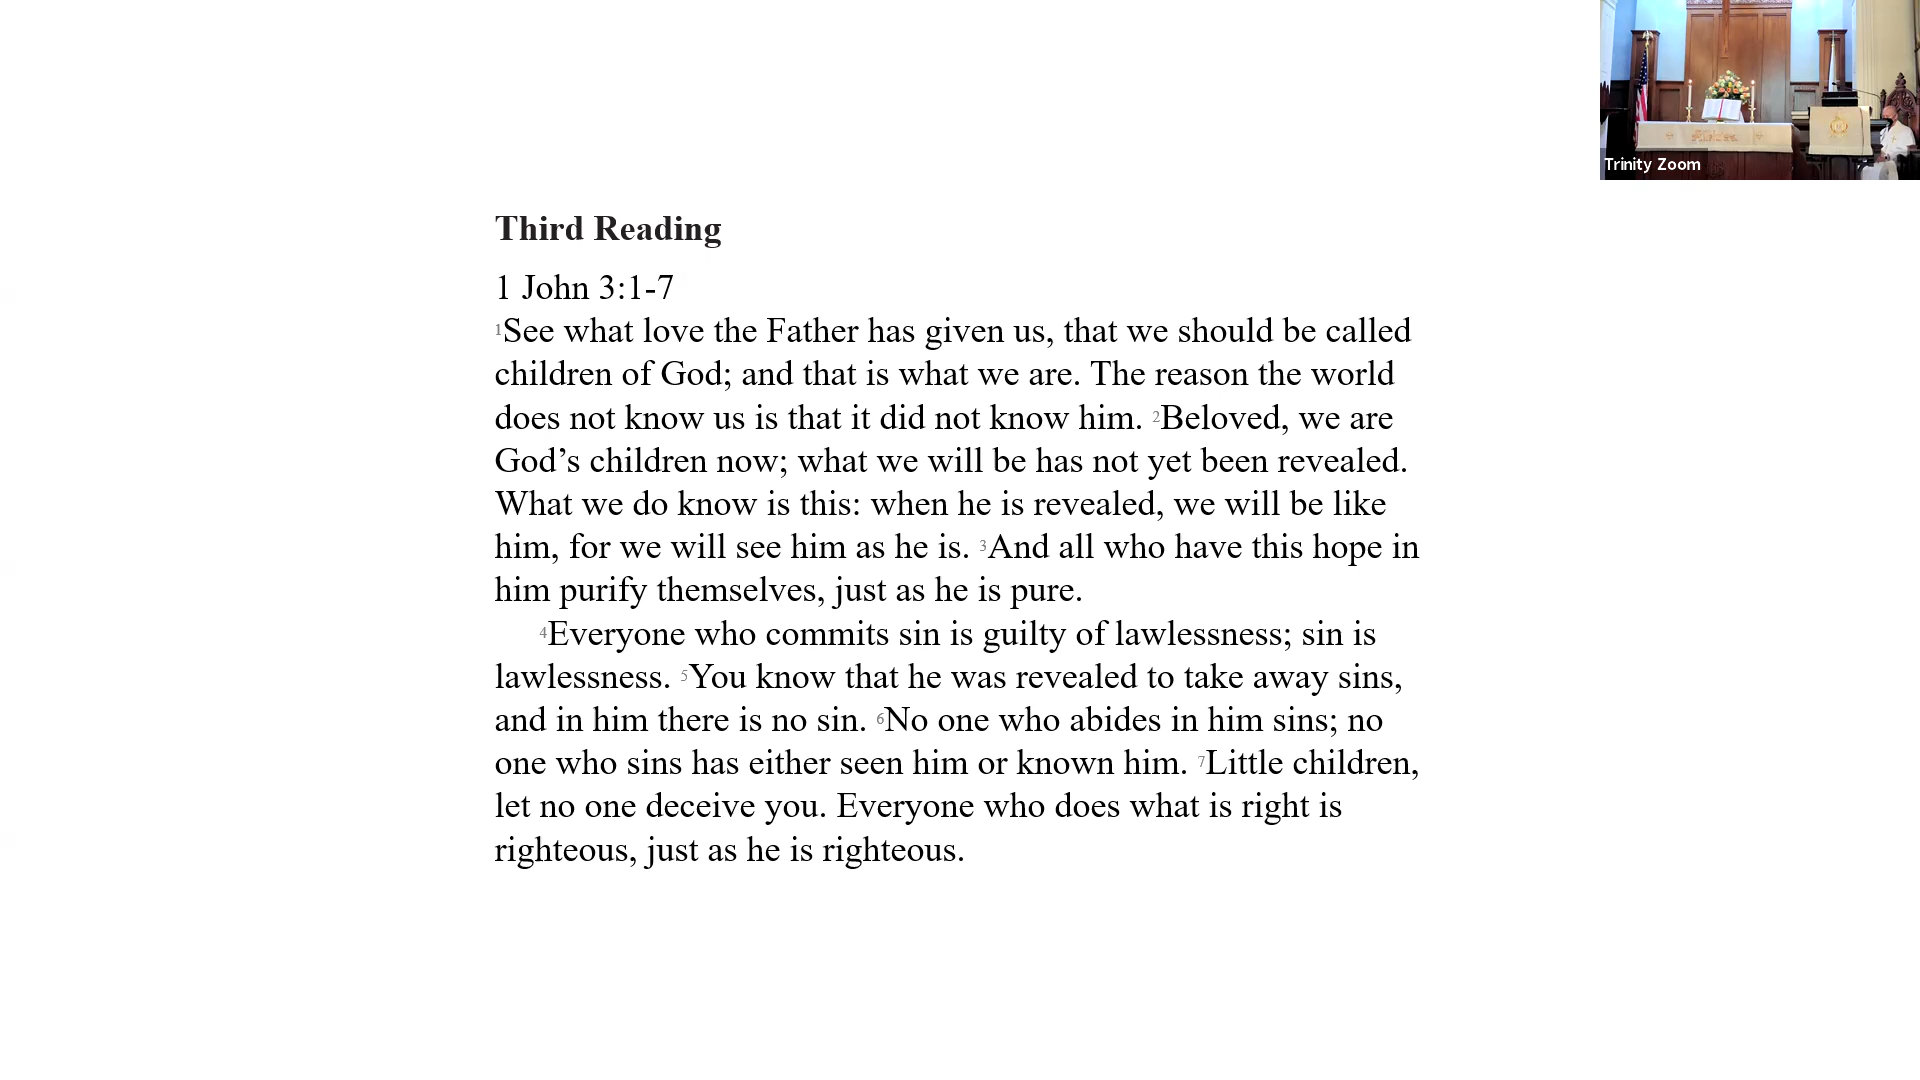 Trinity Zoom
Third Reading
1 John 3:1-7
1See what love the Father has given us, that we should be called
children of God; and that is what we are. The reason the world
does not know us is that it did not know him. 2Beloved, we are
God’s children now; what we will be has not yet been revealed.
What we do know is this: when he is revealed, we will be like
him, for we will see him as he is. 3And all who have this hope in
him purify themselves, just as he is pure.
4Everyone who commits sin is guilty of lawlessness; sin is
lawlessness. 5You know that he was revealed to take away sins,
and in him there is no sin. 6No one who abides in him sins; no
one who sins has either seen him or known him. 7Little children,
let no one deceive you. Everyone who does what is right is
righteous, just as he is righteous.